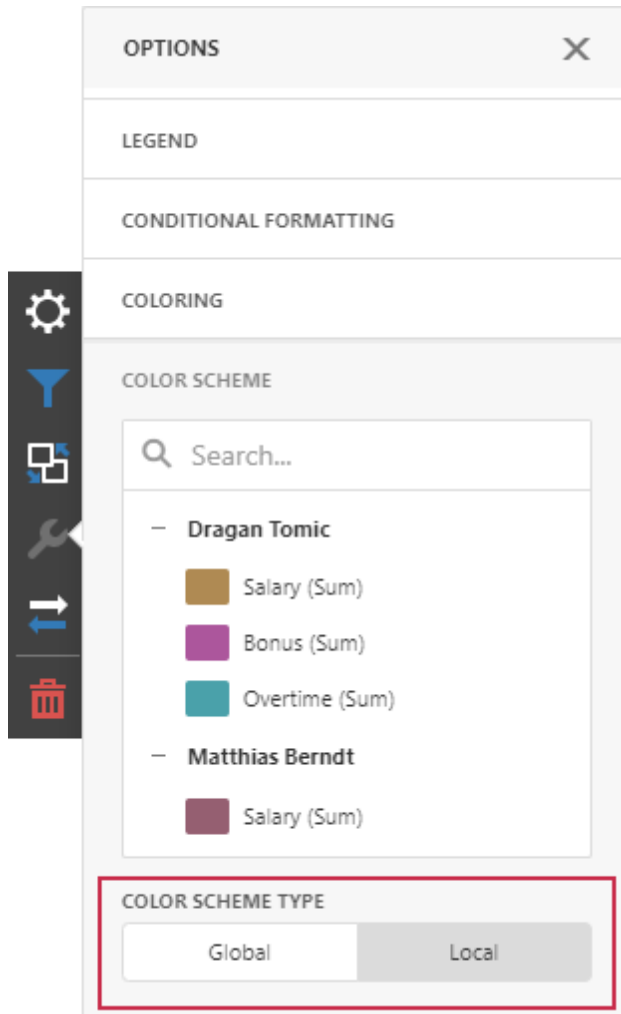 OPTIONS
LEGEND
CONDITIONAL FORMATTING
COLORING
COLOR SCHEME
Search...
Dragan Tomic
Salary (Sum)
Bonus (Sum)
Overtime (Sum)
Matthias Berndt
Salary (Sum)
COLOR SCHEME TYPE
Global Local